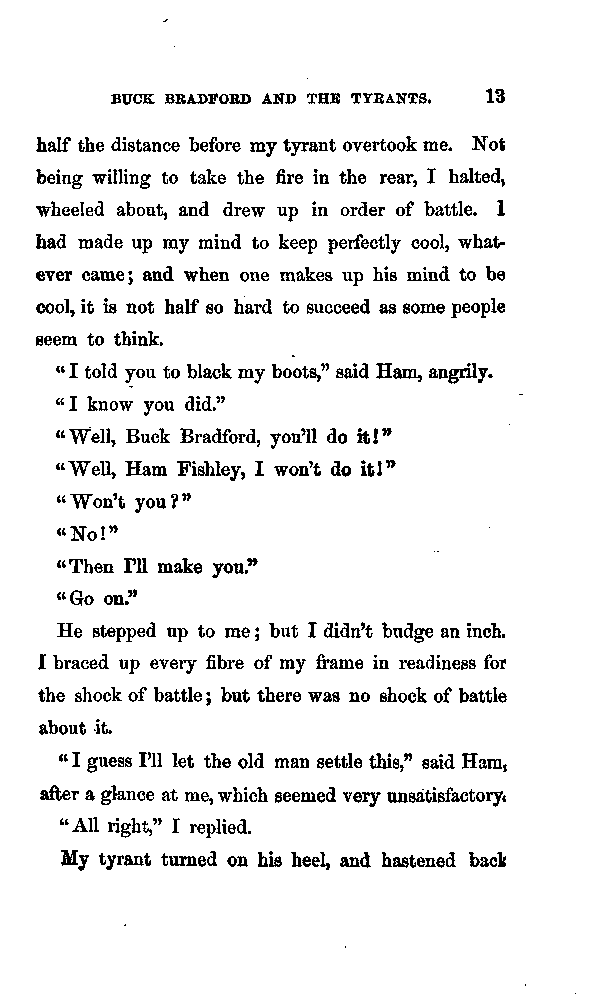 BUCK BRADFORD AND THE TYRANTS. 13
half the distance before my tyrant overtook me. Not
being willing to take the fire in the rear, I halted,
wheeled about, and drew up in order of battle. I
had made up my mind to keep perfectly cool, what-
ever came; and when one makes up his mind to be
cool, it is not half so hard to succeed as some people
seem to think.
"I told you to black my boots," said Ham, angrily.
"I know you did."
"Well, Buck Bradford, you'll do it!"
"Well, Ham Fishley, I won't do it!"
"Won't you?"
"No!"
"Then I'll make you."
"Go on."
He stepped up to me; but I didn't budge an inch.
I braced up every fibre of my frame in readiness for
the shock of battle; but there was no shock of battle
about it.
"I guess I'll let the old man settle this," said Ham,
after a glance at me, which seemed very unsatisfactory.
"All right," I replied.
My tyrant turned on his heel, and hastened back